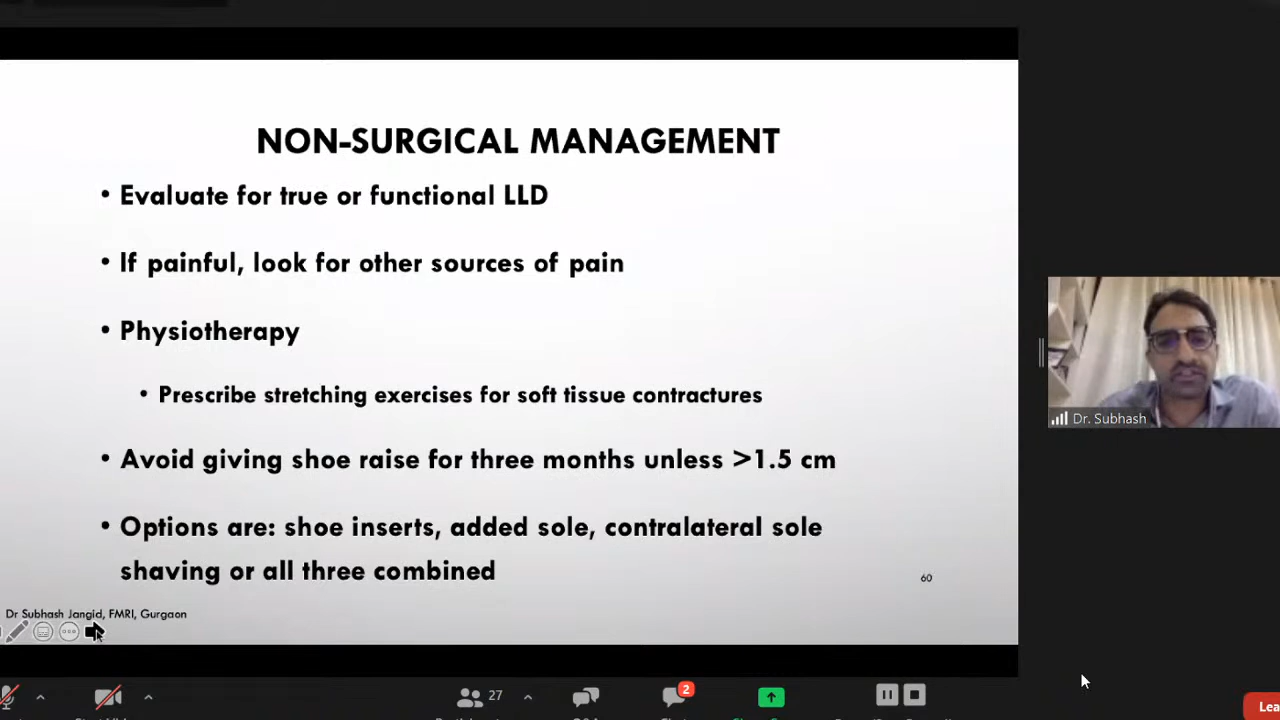 NON-SURGICAL MANAGEMENT
• Evaluate for true or functional LLD
• If painful, look for other sources of pain
• Physiotherapy
• Prescribe stretching exercises for soft tissue contractures
• Avoid giving shoe raise for three months unless >1.5 cm
• Options are: shoe inserts, added sole, contralateral sole
shaving or all three combined
60
Dr Subhash Jangid, FMRI, Gurgaon
Dr. Subhash
27
2
Lea